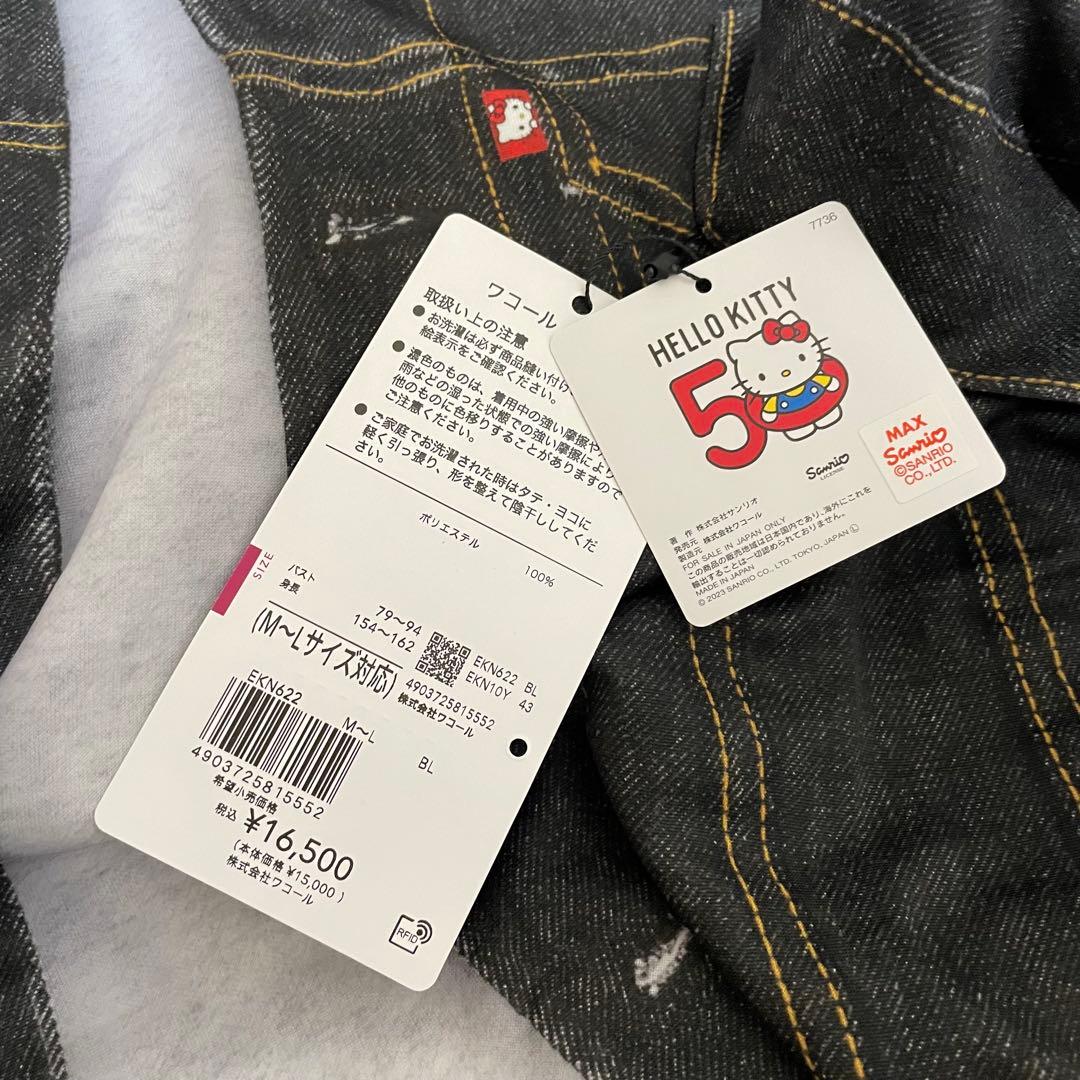 ワコール
取扱い上の注意
●お洗濯は必ず商品縫い付け
絵表示をご確認ください。
●濃色のものは、着用中の強い摩擦や
雨などの湿った状態での強い摩擦により
他のものに色移りすることがありますので
ご注意ください。
●ご家庭でお洗濯された時はタテ・ヨコに
軽く引っ張り、形を整えて陰干ししてくだ
さい。
ポリエステル 100%
SIZE
バスト 79〜94
身長 154〜162
(M〜Lサイズ対応)
EKN622 BL
EKN10Y 43
4903725815552
株式会社ワコール
EKN622 M〜L BL
4903725815552
希望小売価格
税込 ¥16,500
(本体価格 ¥15,000)
株式会社ワコール
RFID
7736
HELLO KITTY
50
Sanrio
LICENSE
MAX
Sanrio
©SANRIO
CO., LTD.
著 作 株式会社サンリオ
発売元 株式会社ワコール
製造元
FOR SALE IN JAPAN ONLY
この商品の販売地域は日本国内であり、海外にこれを
輸出することは一切認められておりません。
MADE IN JAPAN
© 2023 SANRIO CO., LTD. TOKYO, JAPAN Ⓛ